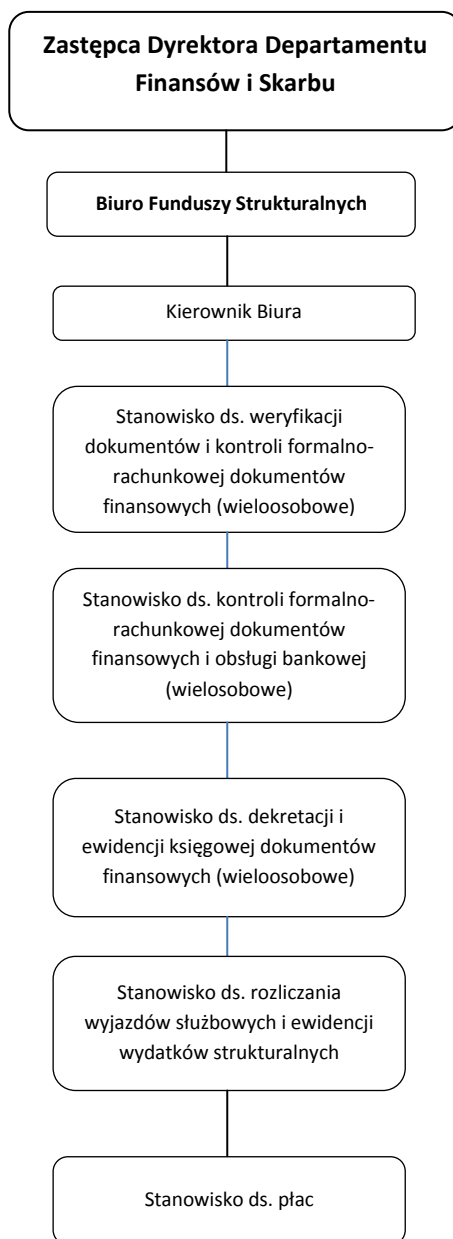 Zastępca Dyrektora Departamentu
Finansów i Skarbu
Biuro Funduszy Strukturalnych
Kierownik Biura
Stanowisko ds. weryfikacji
dokumentów i kontroli formalno-
rachunkowej dokumentów
finansowych (wieloosobowe)
Stanowisko ds. kontroli formalno-
rachunkowej dokumentów
finansowych i obsługi bankowej
(wielosobowe)
Stanowisko ds. dekretacji i
ewidencji księgowej dokumentów
finansowych (wieloosobowe)
Stanowisko ds. rozliczania
wyjazdów służbowych i ewidencji
wydatków strukturalnych
Stanowisko ds. płac